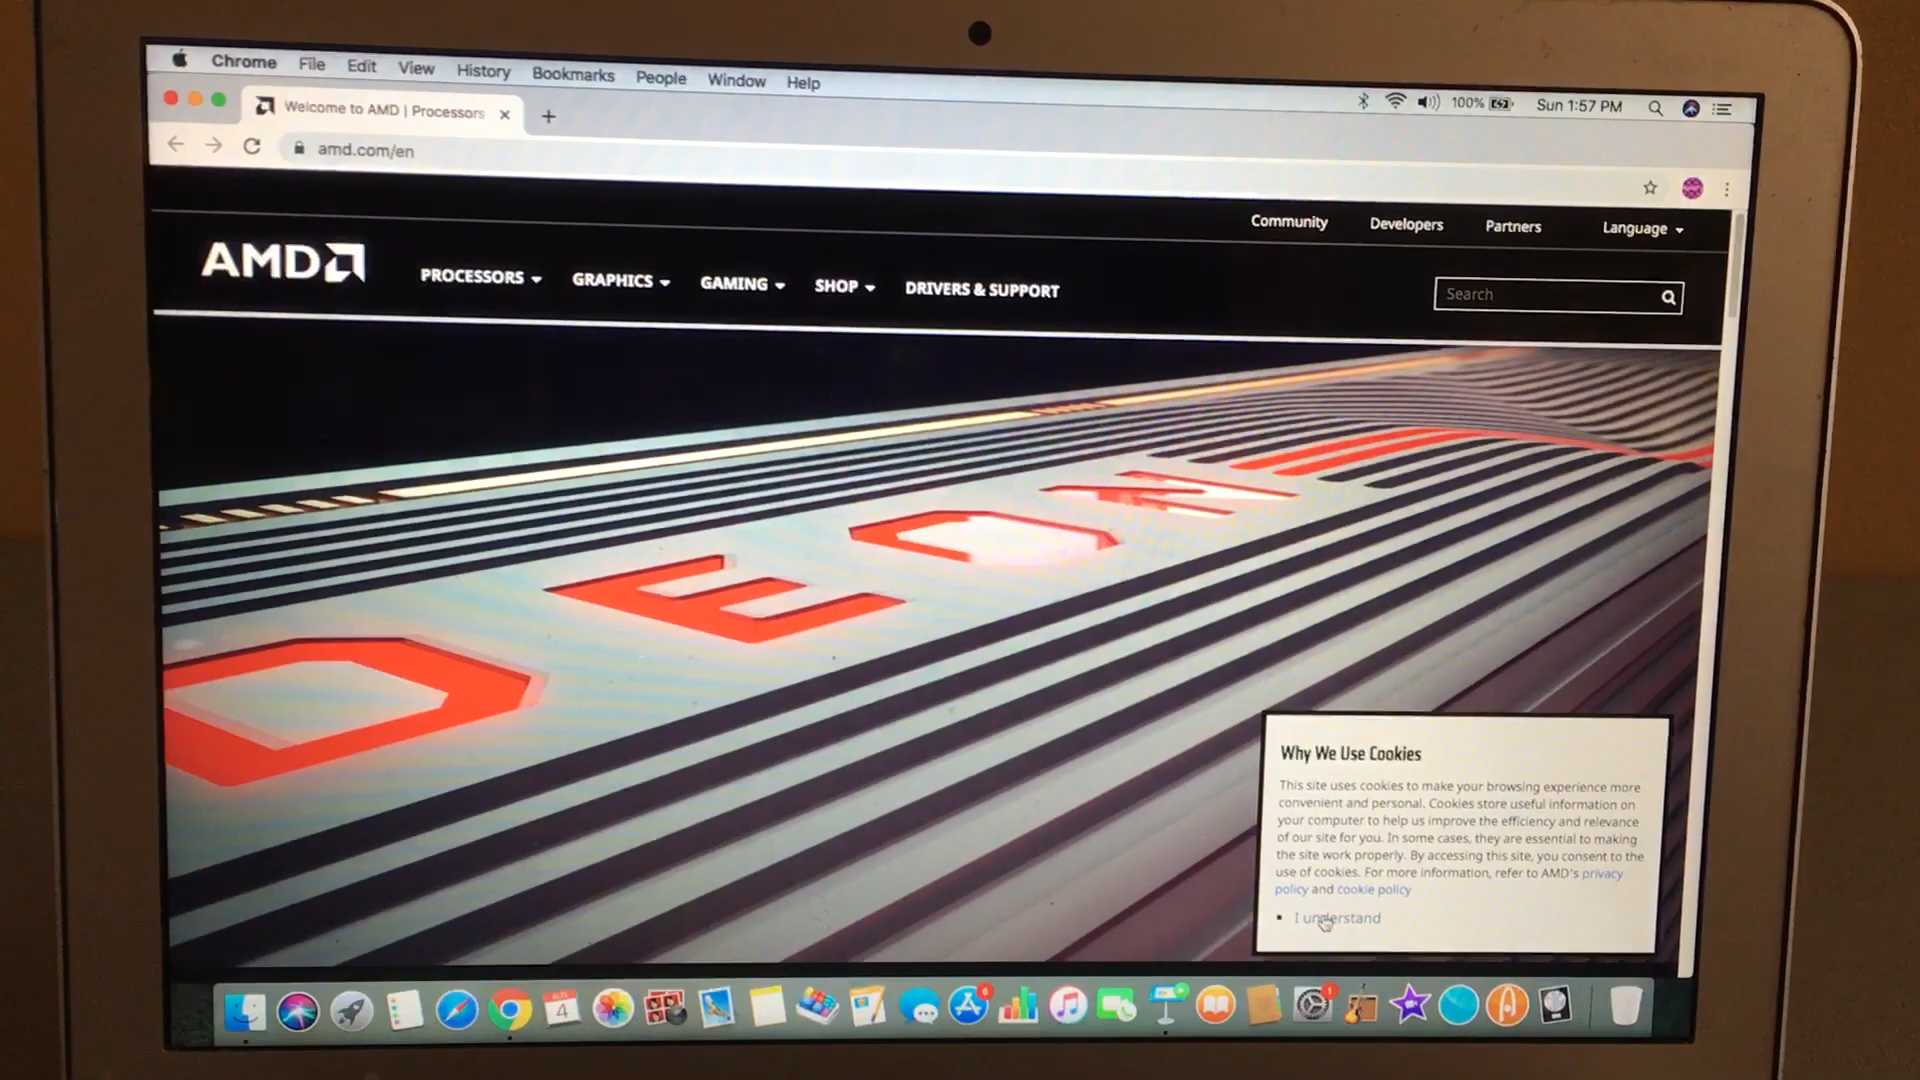 Chrome File Edit View History Bookmarks People Window Help
100% Sun 1:57 PM
Welcome to AMD | Processors
amd.com/en
Community Developers Partners Language
AMD
PROCESSORS GRAPHICS GAMING SHOP DRIVERS & SUPPORT
Search
D E O N
Why We Use Cookies
This site uses cookies to make your browsing experience more
convenient and personal. Cookies store useful information on
your computer to help us improve the efficiency and relevance
of our site for you. In some cases, they are essential to making
the site work properly. By accessing this site, you consent to the
use of cookies. For more information, refer to AMD's privacy
policy and cookie policy
I understand
4
6
1